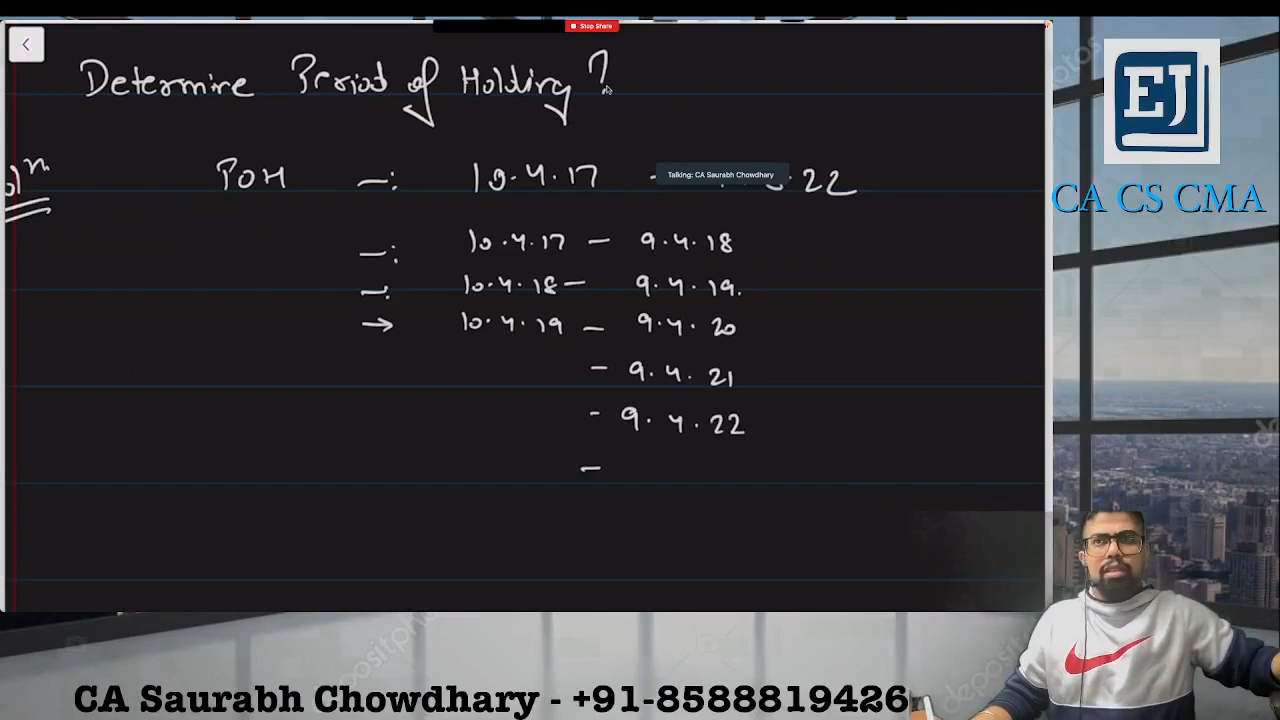 Stop Share
Determine Period of Holding ?
EJ
POH -: 10.4.17 - 22
Talking: CA Saurabh Chowdhary
CA CS CMA
-: 10.4.17 - 9.4.18
-: 10.4.18 - 9.4.19.
→ 10.4.19 - 9.4.20
- 9.4.21
- 9.4.22
-
CA Saurabh Chowdhary - +91-8588819426